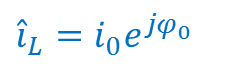 î_L = i_0 e^{jφ_0}